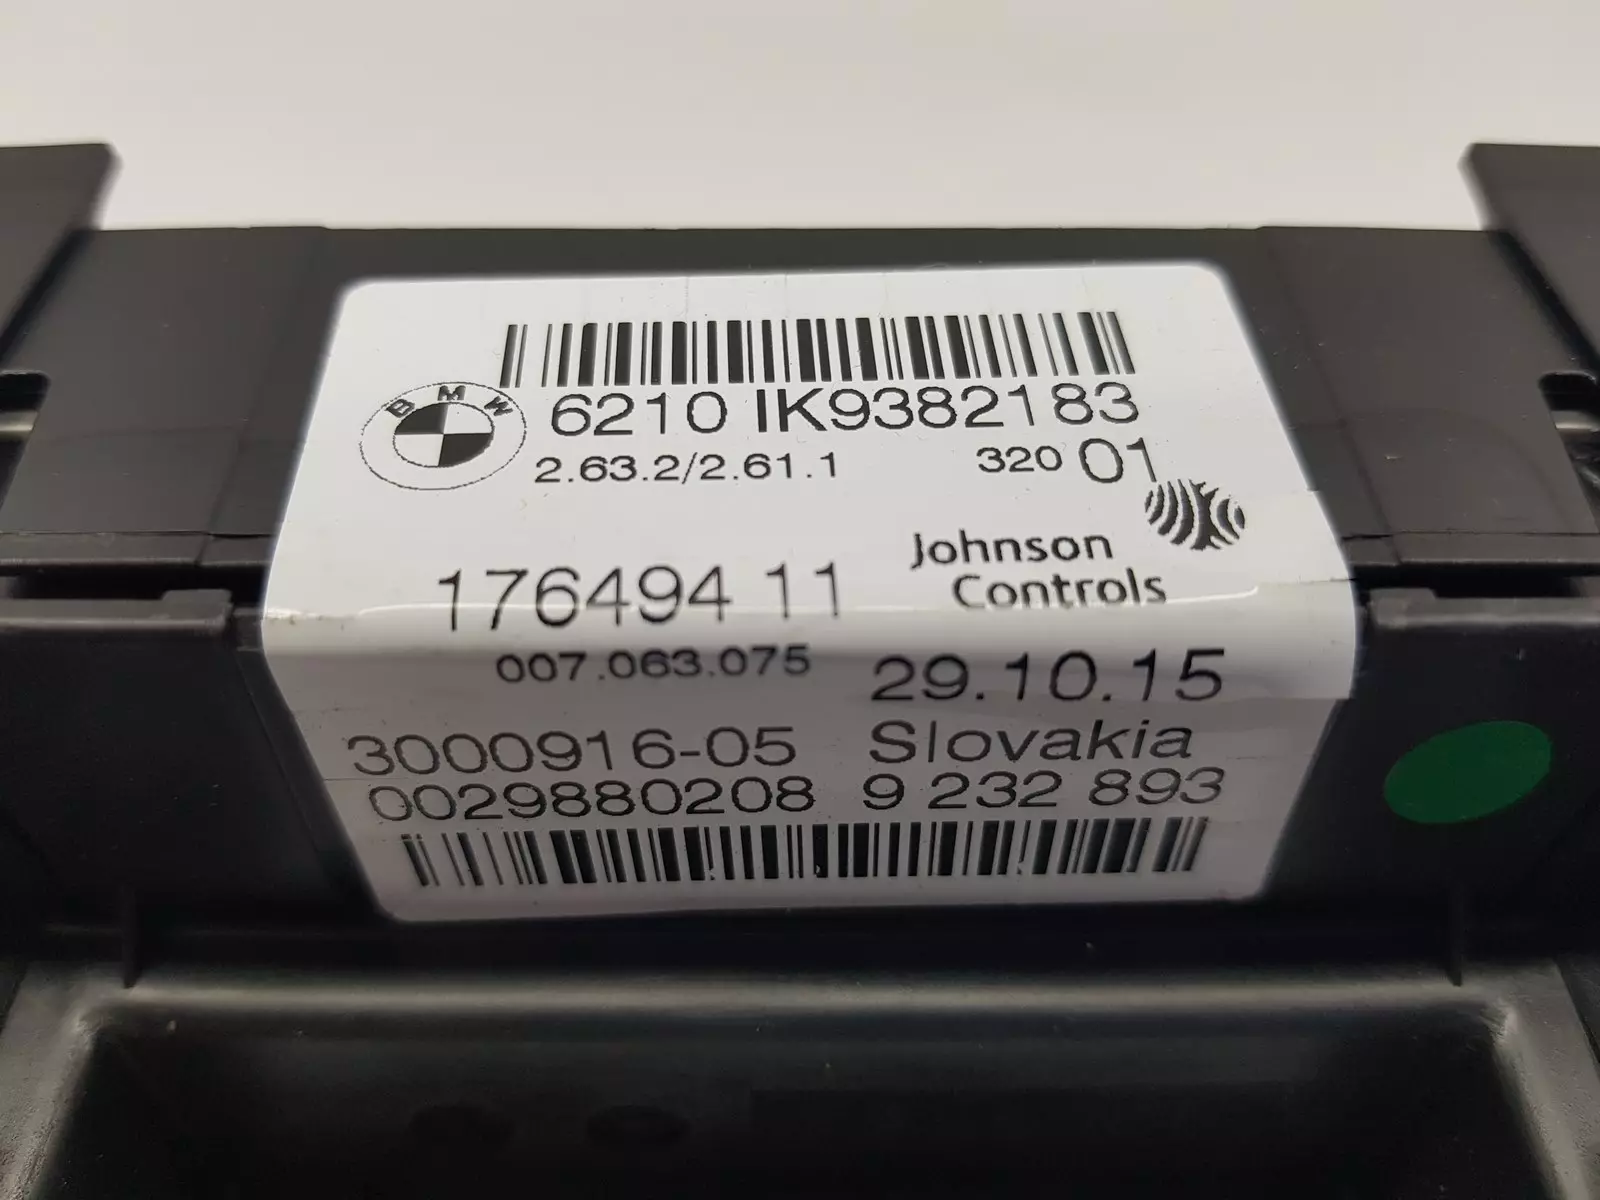 BMW
6210 IK9382183
2.63.2/2.61.1 320 01
Johnson
Controls
176494 11
007.063.075 29.10.15
3000916-05 Slovakia
0029880208 9 232 893